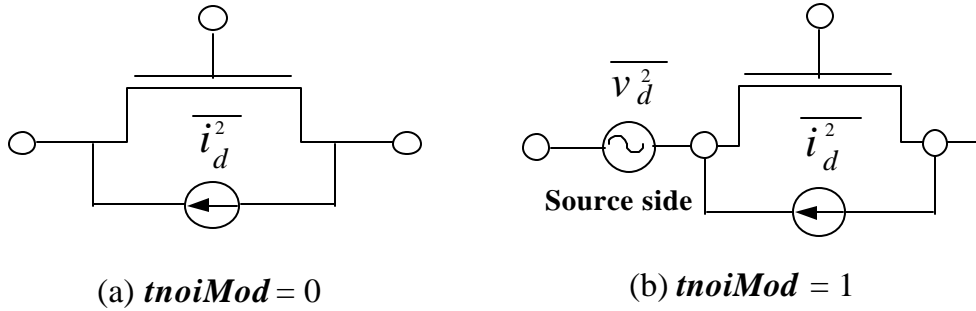 v_d^2
i_d^2
i_d^2
Source side
(a) tnoiMod = 0
(b) tnoiMod = 1